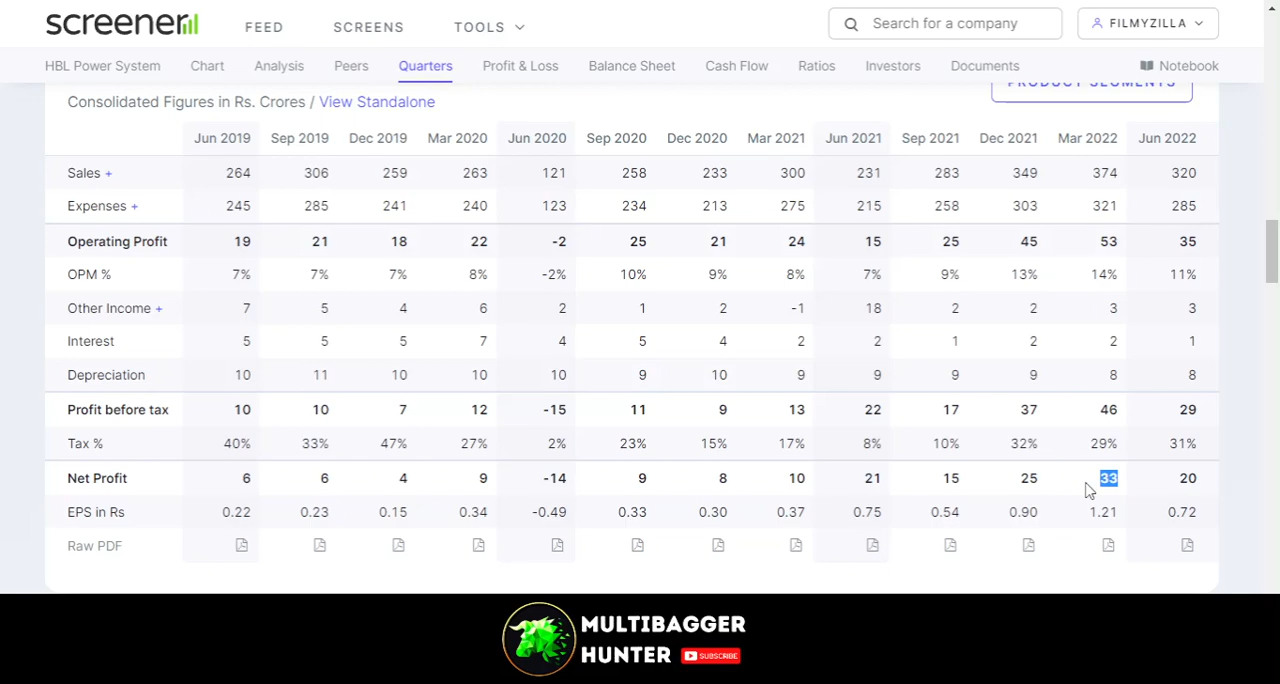 screener FEED SCREENS TOOLS Search for a company FILMYZILLA
HBL Power System Chart Analysis Peers Quarters Profit & Loss Balance Sheet Cash Flow Ratios Investors Documents Notebook
PRODUCT SEGMENTS
Consolidated Figures in Rs. Crores / View Standalone
Jun 2019 Sep 2019 Dec 2019 Mar 2020 Jun 2020 Sep 2020 Dec 2020 Mar 2021 Jun 2021 Sep 2021 Dec 2021 Mar 2022 Jun 2022
Sales + 264 306 259 263 121 258 233 300 231 283 349 374 320
Expenses + 245 285 241 240 123 234 213 275 215 258 303 321 285
Operating Profit 19 21 18 22 -2 25 21 24 15 25 45 53 35
OPM % 7% 7% 7% 8% -2% 10% 9% 8% 7% 9% 13% 14% 11%
Other Income + 7 5 4 6 2 1 2 -1 18 2 2 3 3
Interest 5 5 5 7 4 5 4 2 2 1 2 2 1
Depreciation 10 11 10 10 10 9 10 9 9 9 9 8 8
Profit before tax 10 10 7 12 -15 11 9 13 22 17 37 46 29
Tax % 40% 33% 47% 27% 2% 23% 15% 17% 8% 10% 32% 29% 31%
Net Profit 6 6 4 9 -14 9 8 10 21 15 25 33 20
EPS in Rs 0.22 0.23 0.15 0.34 -0.49 0.33 0.30 0.37 0.75 0.54 0.90 1.21 0.72
Raw PDF
MULTIBAGGER
HUNTER SUBSCRIBE